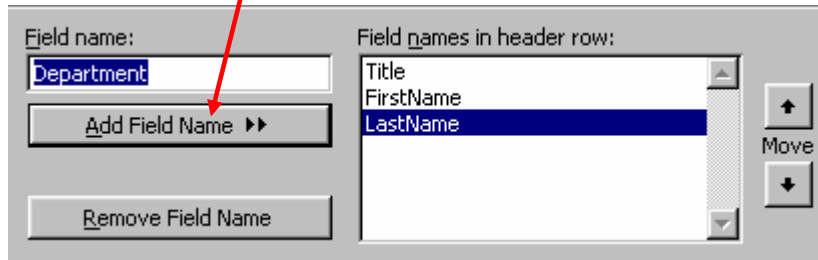 Field name:
Department
Add Field Name
Remove Field Name
Field names in header row:
Title
FirstName
LastName
Move